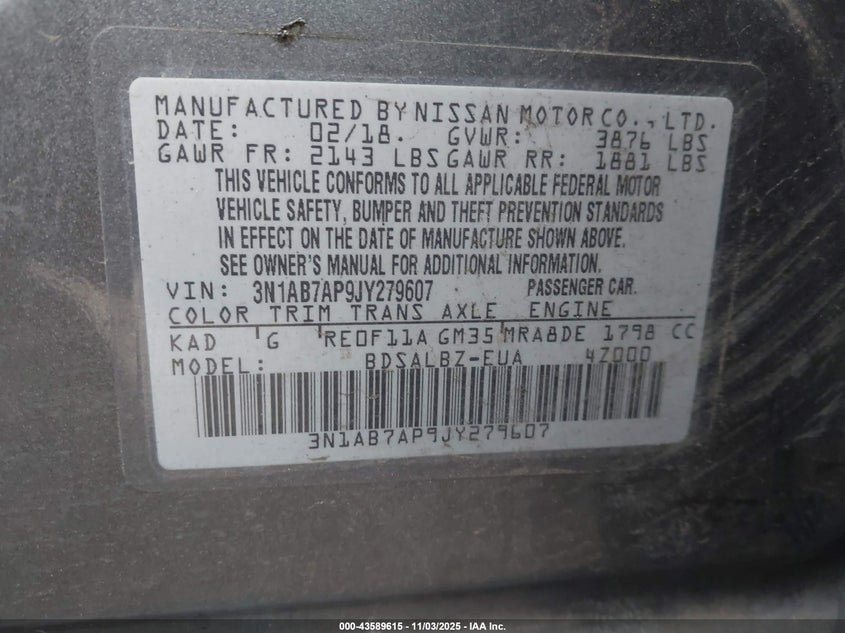 MANUFACTURED BY NISSAN MOTOR CO., LTD.
DATE: 02/18. GVWR: 3876 LBS
GAWR FR: 2143 LBS GAWR RR: 1881 LBS
THIS VEHICLE CONFORMS TO ALL APPLICABLE FEDERAL MOTOR
VEHICLE SAFETY, BUMPER AND THEFT PREVENTION STANDARDS
IN EFFECT ON THE DATE OF MANUFACTURE SHOWN ABOVE.
SEE OWNER'S MANUAL FOR ADDITIONAL INFORMATION.
VIN: 3N1AB7AP9JY279607 PASSENGER CAR.
COLOR TRIM TRANS AXLE ENGINE
KAD G RE0F11A GM35 MRA8DE 1798 CC
MODEL: BDSALBZ-EUA 4Z000
3N1AB7AP9JY279607
000-43589615 - 11/03/2025 - IAA Inc.